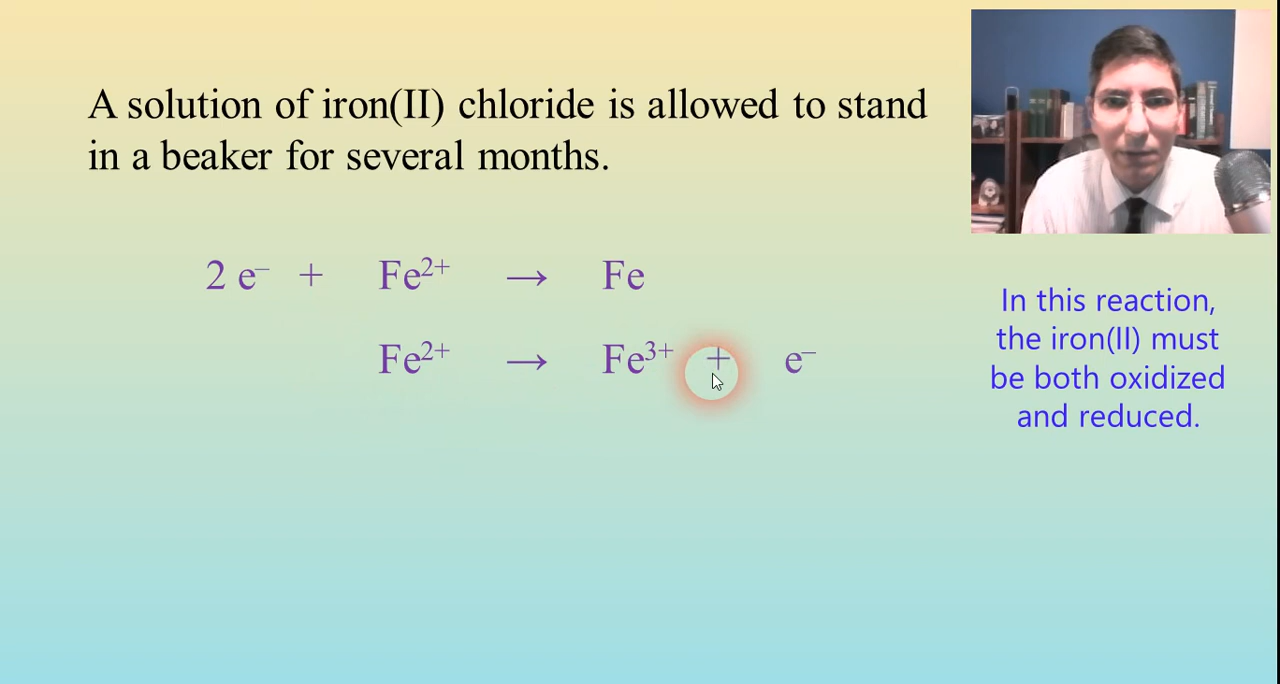 A solution of iron(II) chloride is allowed to stand
in a beaker for several months.
2 e⁻ + Fe²⁺ → Fe
Fe²⁺ → Fe³⁺ + e⁻
In this reaction,
the iron(II) must
be both oxidized
and reduced.